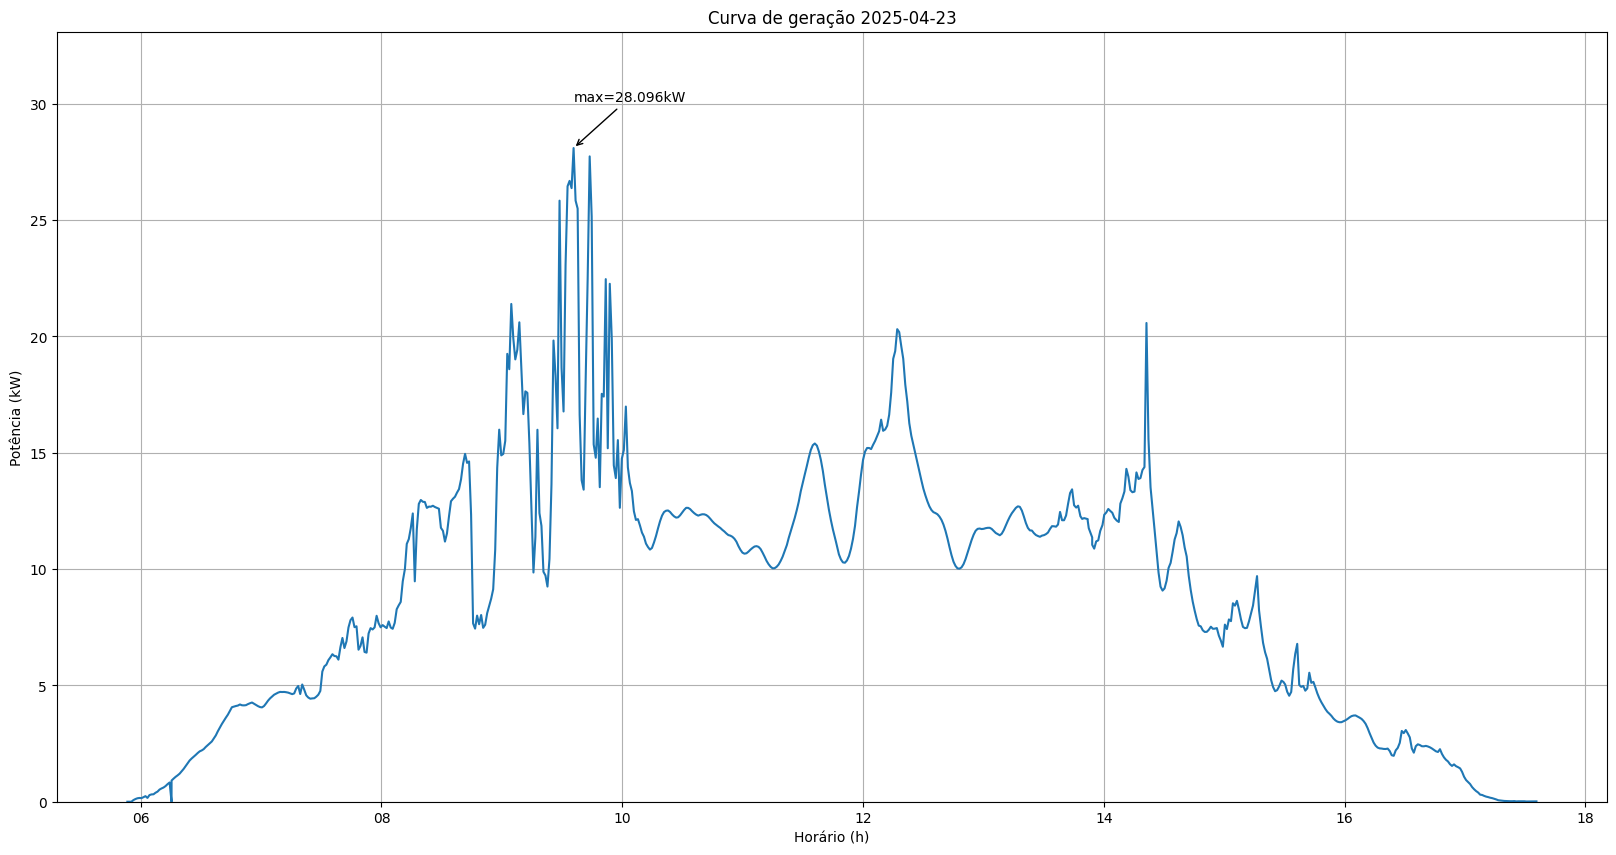 Curva de geração 2025-04-23
max=28.096kW
Potência (kW)
30
25
20
15
10
5
0
06 08 10 12 14 16 18
Horário (h)